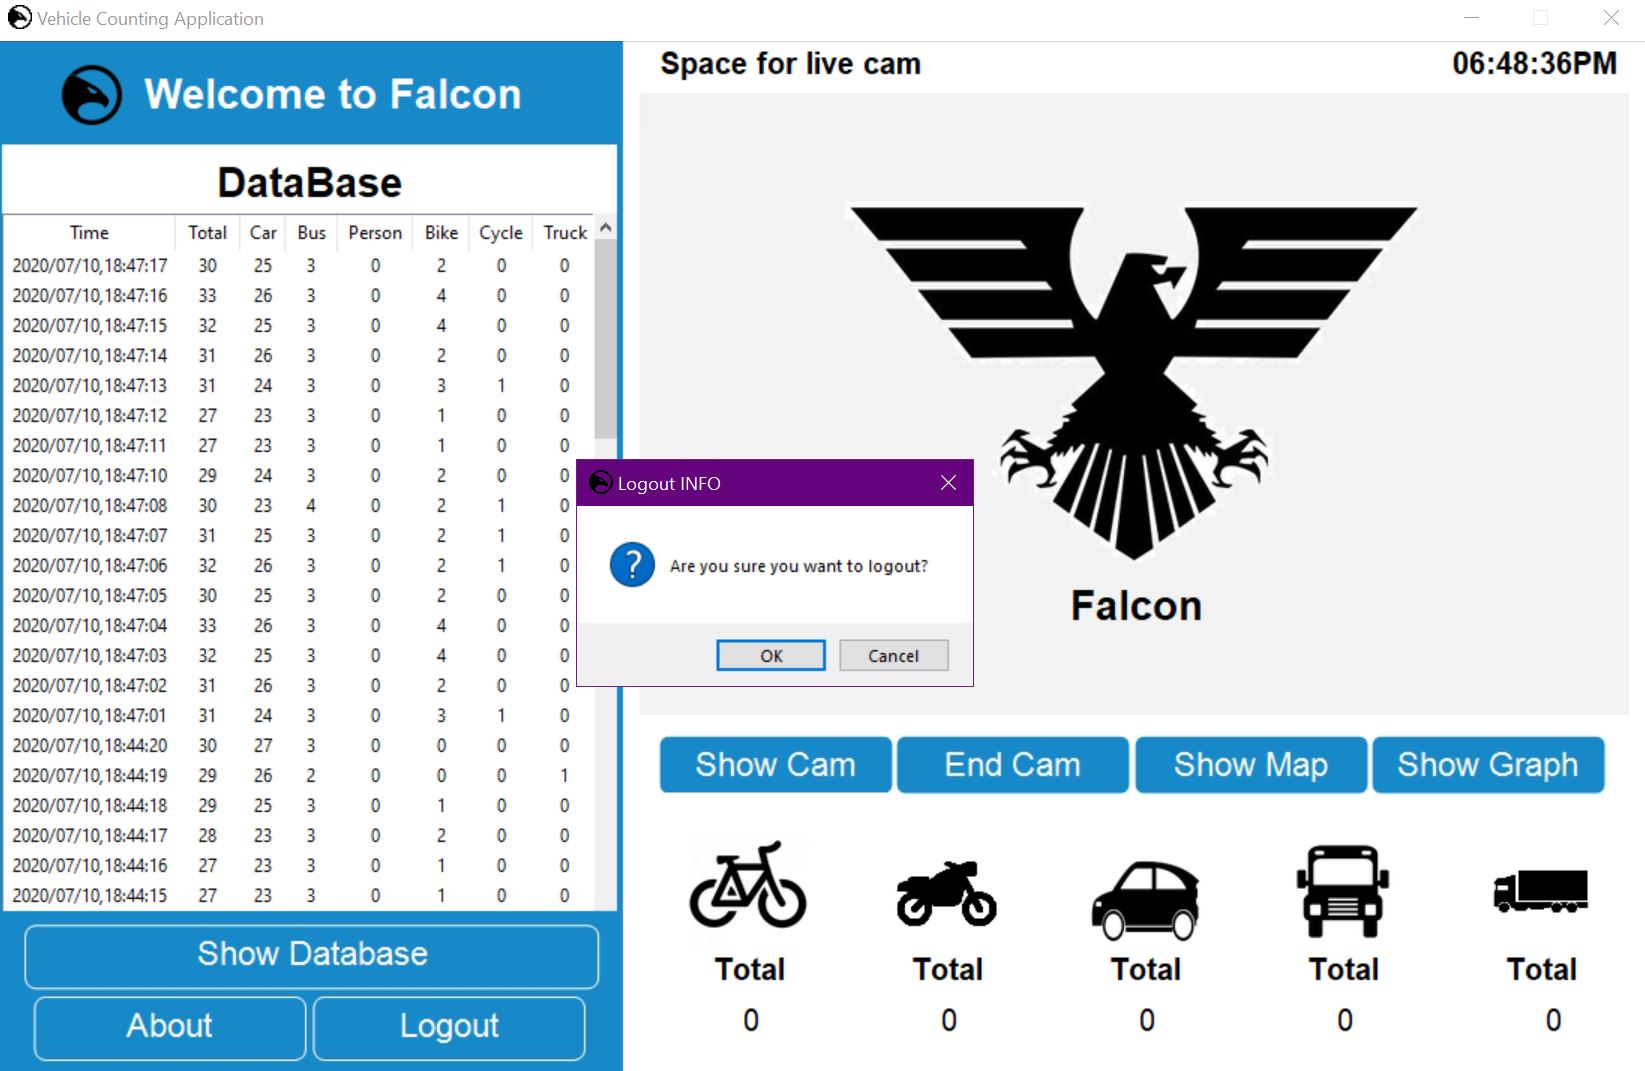 Vehicle Counting Application
Welcome to Falcon
DataBase
Time Total Car Bus Person Bike Cycle Truck
2020/07/10,18:47:17 30 25 3 0 2 0 0
2020/07/10,18:47:16 33 26 3 0 4 0 0
2020/07/10,18:47:15 32 25 3 0 4 0 0
2020/07/10,18:47:14 31 26 3 0 2 0 0
2020/07/10,18:47:13 31 24 3 0 3 1 0
2020/07/10,18:47:12 27 23 3 0 1 0 0
2020/07/10,18:47:11 27 23 3 0 1 0 0
2020/07/10,18:47:10 29 24 3 0 2 0 0
2020/07/10,18:47:08 30 23 4 0 2 1 0
2020/07/10,18:47:07 31 25 3 0 2 1 0
2020/07/10,18:47:06 32 26 3 0 2 1 0
2020/07/10,18:47:05 30 25 3 0 2 0 0
2020/07/10,18:47:04 33 26 3 0 4 0 0
2020/07/10,18:47:03 32 25 3 0 4 0 0
2020/07/10,18:47:02 31 26 3 0 2 0 0
2020/07/10,18:47:01 31 24 3 0 3 1 0
2020/07/10,18:44:20 30 27 3 0 0 0 0
2020/07/10,18:44:19 29 26 2 0 0 0 1
2020/07/10,18:44:18 29 25 3 0 1 0 0
2020/07/10,18:44:17 28 23 3 0 2 0 0
2020/07/10,18:44:16 27 23 3 0 1 0 0
2020/07/10,18:44:15 27 23 3 0 1 0 0
Show Database
About Logout
Space for live cam 06:48:36PM
Falcon
Logout INFO
Are you sure you want to logout?
OK Cancel
Show Cam End Cam Show Map Show Graph
Total Total Total Total Total
0 0 0 0 0